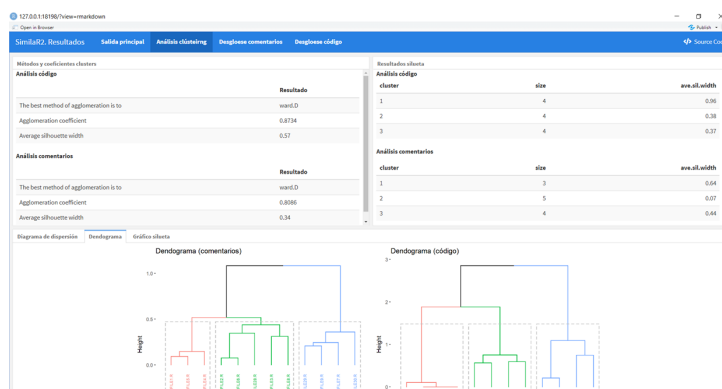 127.0.0.1:18198/?view=rmarkdown
Open in Browser
Publish
SimilaR2. Resultados
Salida principal
Análisis clústeirng
Desglose comentarios
Desglose código
</> Source Co
Métodos y coeficientes clusters
Análisis código
Resultado
The best method of agglomeration is to ward.D
Agglomeration coefficient 0.8734
Average silhouette width 0.57
Análisis comentarios
Resultado
The best method of agglomeration is to ward.D
Agglomeration coefficient 0.8086
Average silhouette width 0.34
Resultados silueta
Análisis código
cluster size ave.sil.width
1 4 0.96
2 4 0.38
3 4 0.37
Análisis comentarios
cluster size ave.sil.width
1 3 0.64
2 5 0.07
3 4 0.44
Diagrama de dispersión
Dendograma
Gráfico silueta
Dendograma (comentarios)
Height
1.0
0.5
0.0
Dendograma (código)
Height
3
2
1
0